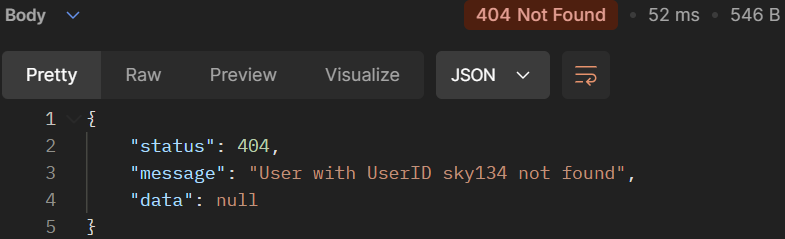 Body 404 Not Found • 52 ms • 546 B
Pretty Raw Preview Visualize JSON
1 {
2 "status": 404,
3 "message": "User with UserID sky134 not found",
4 "data": null
5 }